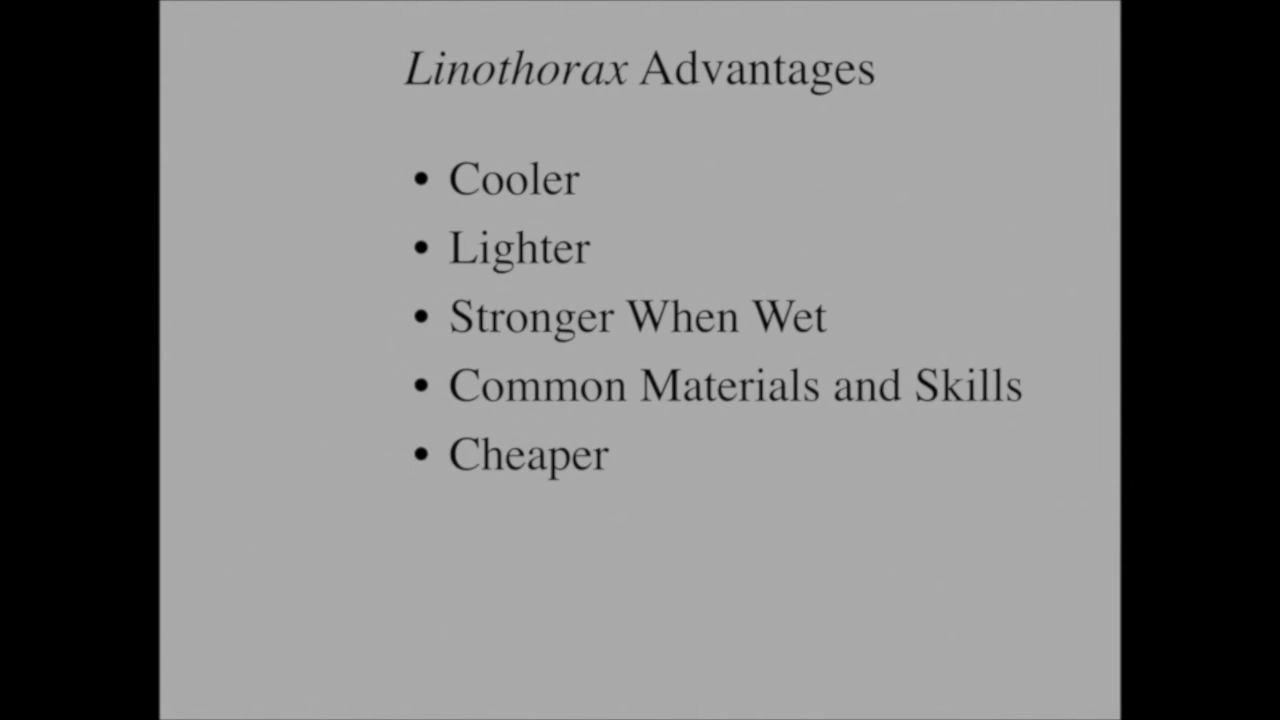 Linothorax Advantages
• Cooler
• Lighter
• Stronger When Wet
• Common Materials and Skills
• Cheaper